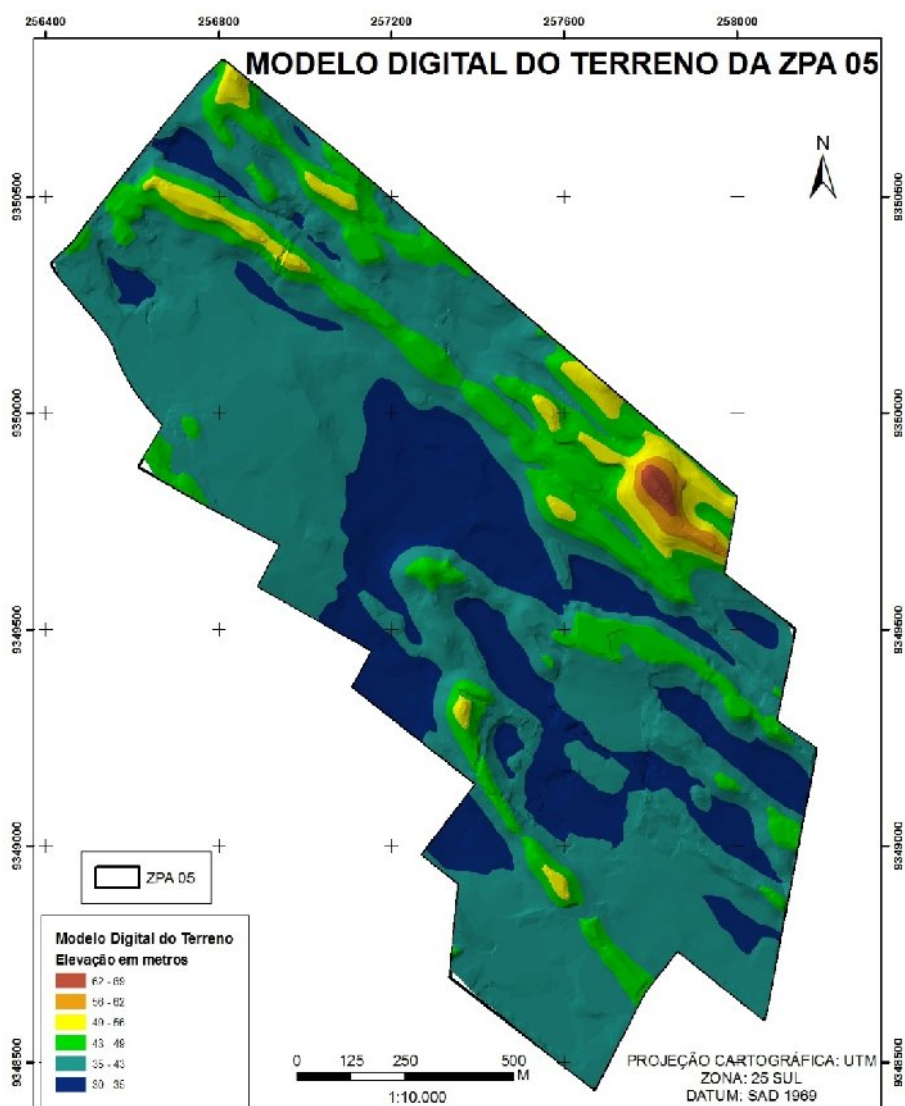 256400 256800 257200 257600 258000
MODELO DIGITAL DO TERRENO DA ZPA 05
N
9350500 9350500
9350000 9350000
9349500 9349500
9349000 9349000
9348500 9348500
ZPA 05
Modelo Digital do Terreno
Elevação em metros
62 - 69
56 - 62
49 - 56
43 - 49
35 - 43
30 - 35
0 125 250 500
M
1:10.000
PROJEÇÃO CARTOGRÁFICA: UTM
ZONA: 25 SUL
DATUM: SAD 1969